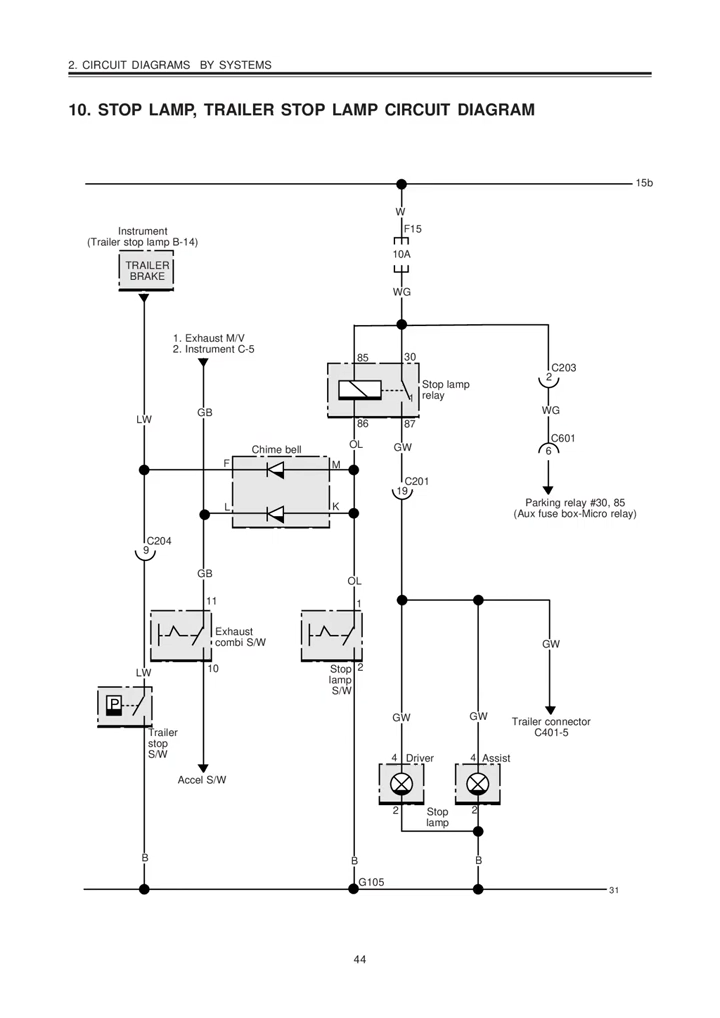 2. CIRCUIT DIAGRAMS BY SYSTEMS
10. STOP LAMP, TRAILER STOP LAMP CIRCUIT DIAGRAM
15b
W
F15
10A
WG
Instrument
(Trailer stop lamp B-14)
TRAILER
BRAKE
1. Exhaust M/V
2. Instrument C-5
85
30
Stop lamp
relay
1
86
87
C203
2
WG
C601
6
Parking relay #30, 85
(Aux fuse box-Micro relay)
LW
GB
OL
GW
Chime bell
F
M
L
K
C201
19
C204
9
GB
OL
11
1
Exhaust
combi S/W
10
Stop
lamp
S/W
2
LW
P
Trailer
stop
S/W
Accel S/W
GW
GW
GW
Trailer connector
C401-5
4 Driver
4 Assist
2
Stop
lamp
2
B
B
B
G105
31
44